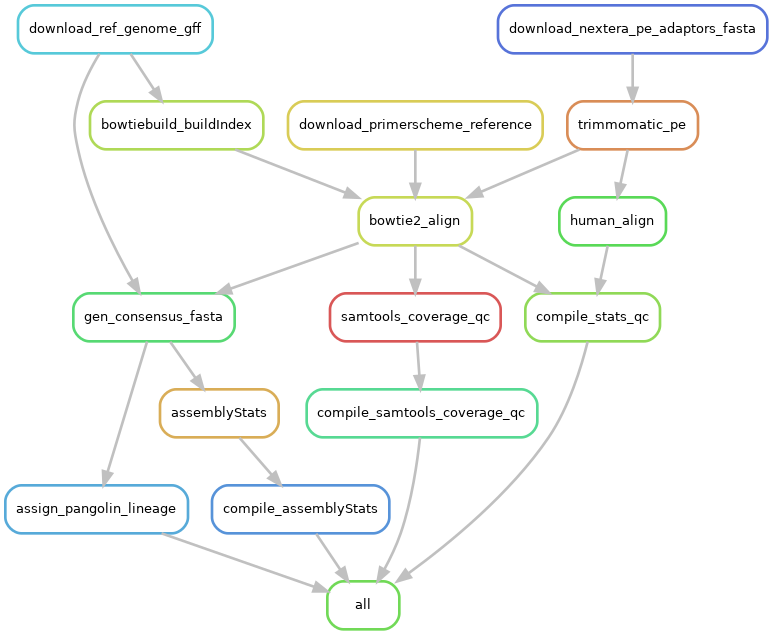 download_ref_genome_gff
download_nextera_pe_adaptors_fasta
bowtiebuild_buildIndex
download_primerscheme_reference
trimmomatic_pe
bowtie2_align
human_align
gen_consensus_fasta
samtools_coverage_qc
compile_stats_qc
assemblyStats
compile_samtools_coverage_qc
assign_pangolin_lineage
compile_assemblyStats
all